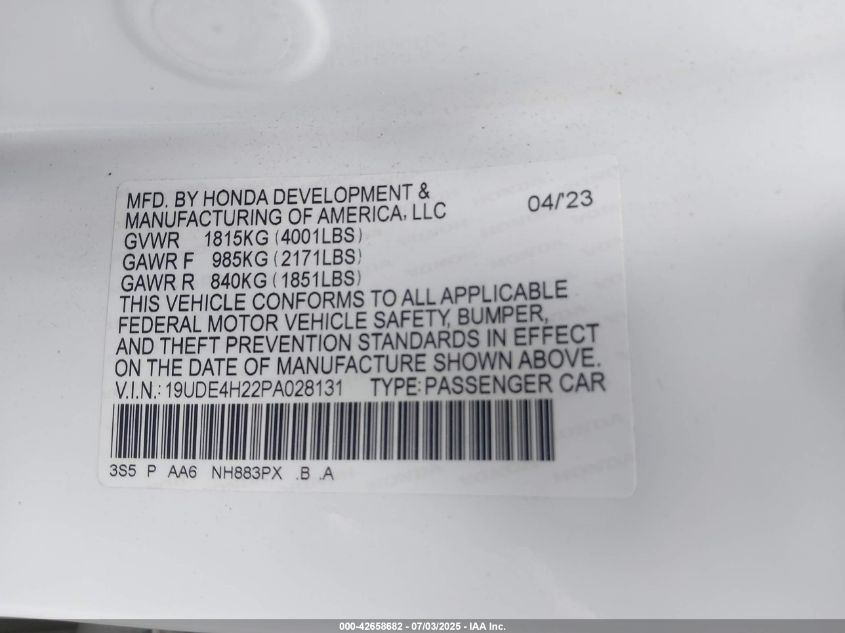 MFD. BY HONDA DEVELOPMENT &
MANUFACTURING OF AMERICA, LLC 04/'23
GVWR 1815KG (4001LBS)
GAWR F 985KG (2171LBS)
GAWR R 840KG (1851LBS)
THIS VEHICLE CONFORMS TO ALL APPLICABLE
FEDERAL MOTOR VEHICLE SAFETY, BUMPER,
AND THEFT PREVENTION STANDARDS IN EFFECT
ON THE DATE OF MANUFACTURE SHOWN ABOVE.
V.I.N.: 19UDE4H22PA028131 TYPE: PASSENGER CAR
3S5 P AA6 NH883PX .B .A
000-42658682 - 07/03/2025 - IAA Inc.